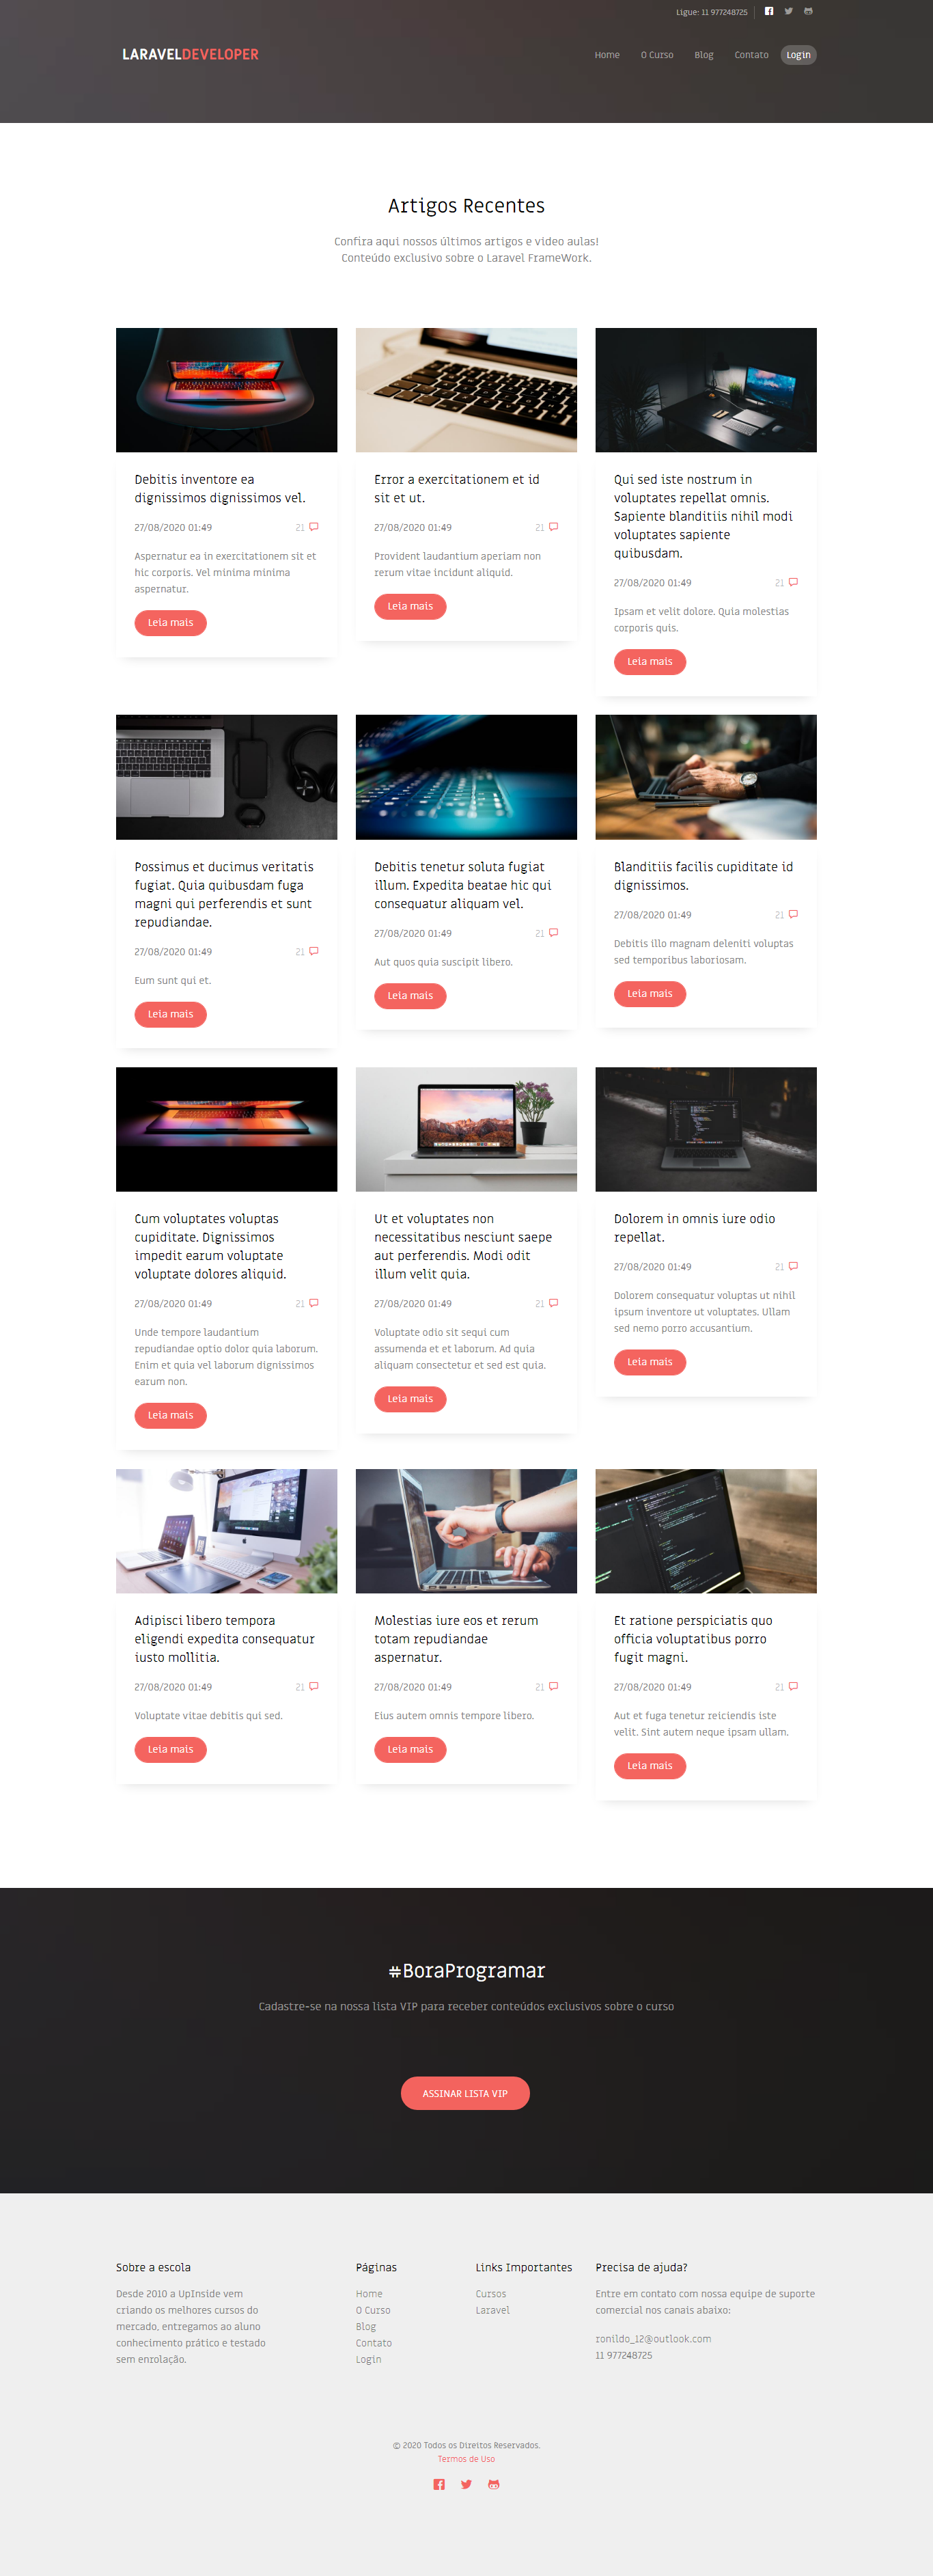 Ligue: 11 977248725
LARAVELDEVELOPER
Home
O Curso
Blog
Contato
Login
Artigos Recentes
Confira aqui nossos últimos artigos e video aulas!
Conteúdo exclusivo sobre o Laravel FrameWork.
Debitis inventore ea
dignissimos dignissimos vel.
27/08/2020 01:49
21
Aspernatur ea in exercitationem sit et
hic corporis. Vel minima minima
aspernatur.
Leia mais
Error a exercitationem et id
sit et ut.
27/08/2020 01:49
21
Provident laudantium aperiam non
rerum vitae incidunt aliquid.
Leia mais
Qui sed iste nostrum in
voluptates repellat omnis.
Sapiente blanditiis nihil modi
voluptates sapiente
quibusdam.
27/08/2020 01:49
21
Ipsam et velit dolore. Quia molestias
corporis quis.
Leia mais
Possimus et ducimus veritatis
fugiat. Quia quibusdam fuga
magni qui perferendis et sunt
repudiandae.
27/08/2020 01:49
21
Eum sunt qui et.
Leia mais
Debitis tenetur soluta fugiat
illum. Expedita beatae hic qui
consequatur aliquam vel.
27/08/2020 01:49
21
Aut quos quia suscipit libero.
Leia mais
Blanditiis facilis cupiditate id
dignissimos.
27/08/2020 01:49
21
Debitis illo magnam deleniti voluptas
sed temporibus laboriosam.
Leia mais
Cum voluptates voluptas
cupiditate. Dignissimos
impedit earum voluptate
voluptate dolores aliquid.
27/08/2020 01:49
21
Unde tempore laudantium
repudiandae optio dolor quia laborum.
Enim et quia vel laborum dignissimos
earum non.
Leia mais
Ut et voluptates non
necessitatibus nesciunt saepe
aut perferendis. Modi odit
illum velit quia.
27/08/2020 01:49
21
Voluptate odio sit sequi cum
assumenda et et laborum. Ad quia
aliquam consectetur et sed est quia.
Leia mais
Dolorem in omnis iure odio
repellat.
27/08/2020 01:49
21
Dolorem consequatur voluptas ut nihil
ipsum inventore ut voluptates. Ullam
sed nemo porro accusantium.
Leia mais
Adipisci libero tempora
eligendi expedita consequatur
iusto mollitia.
27/08/2020 01:49
21
Voluptate vitae debitis qui sed.
Leia mais
Molestias iure eos et rerum
totam repudiandae
aspernatur.
27/08/2020 01:49
21
Eius autem omnis tempore libero.
Leia mais
Et ratione perspiciatis quo
officia voluptatibus porro
fugit magni.
27/08/2020 01:49
21
Aut et fuga tenetur reiciendis iste
velit. Sint autem neque ipsam ullam.
Leia mais
#BoraProgramar
Cadastre-se na nossa lista VIP para receber conteúdos exclusivos sobre o curso
ASSINAR LISTA VIP
Sobre a escola
Desde 2010 a UpInside vem
criando os melhores cursos do
mercado, entregamos ao aluno
conhecimento prático e testado
sem enrolação.
Páginas
Home
O Curso
Blog
Contato
Login
Links Importantes
Cursos
Laravel
Precisa de ajuda?
Entre em contato com nossa equipe de suporte
comercial nos canais abaixo:
ronildo_12@outlook.com
11 977248725
© 2020 Todos os Direitos Reservados.
Termos de Uso